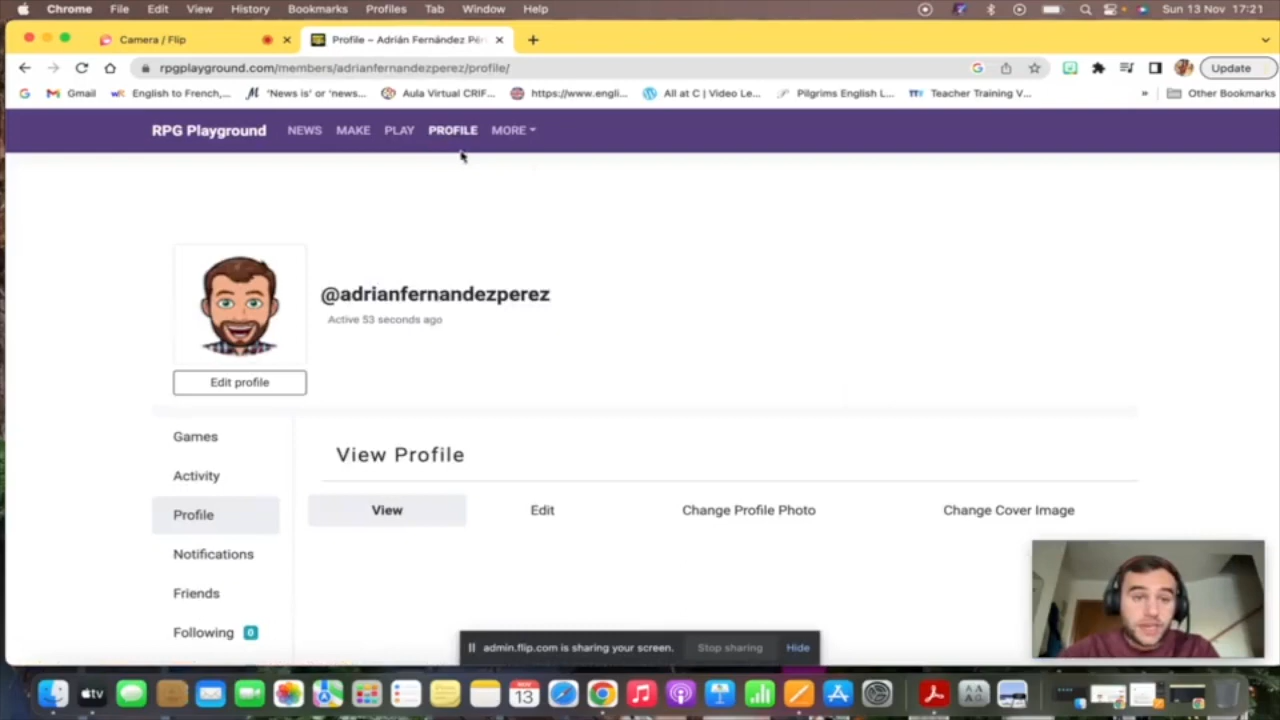 Chrome File Edit View History Bookmarks Profiles Tab Window Help Sun 13 Nov 17:21
Camera / Flip Profile – Adrián Fernández Pér
rpgplayground.com/members/adrianfernandezperez/profile/ Update
Gmail English to French,... 'News is' or 'news... Aula Virtual CRIF... https://www.engli... All at C | Video Le... Pilgrims English L... Teacher Training V... » Other Bookmarks
RPG Playground NEWS MAKE PLAY PROFILE MORE
@adrianfernandezperez
Active 53 seconds ago
Edit profile
Games
View Profile
Activity
View Edit Change Profile Photo Change Cover Image
Profile
Notifications
Friends
Following 0
admin.flip.com is sharing your screen. Stop sharing Hide
tv NOV 13